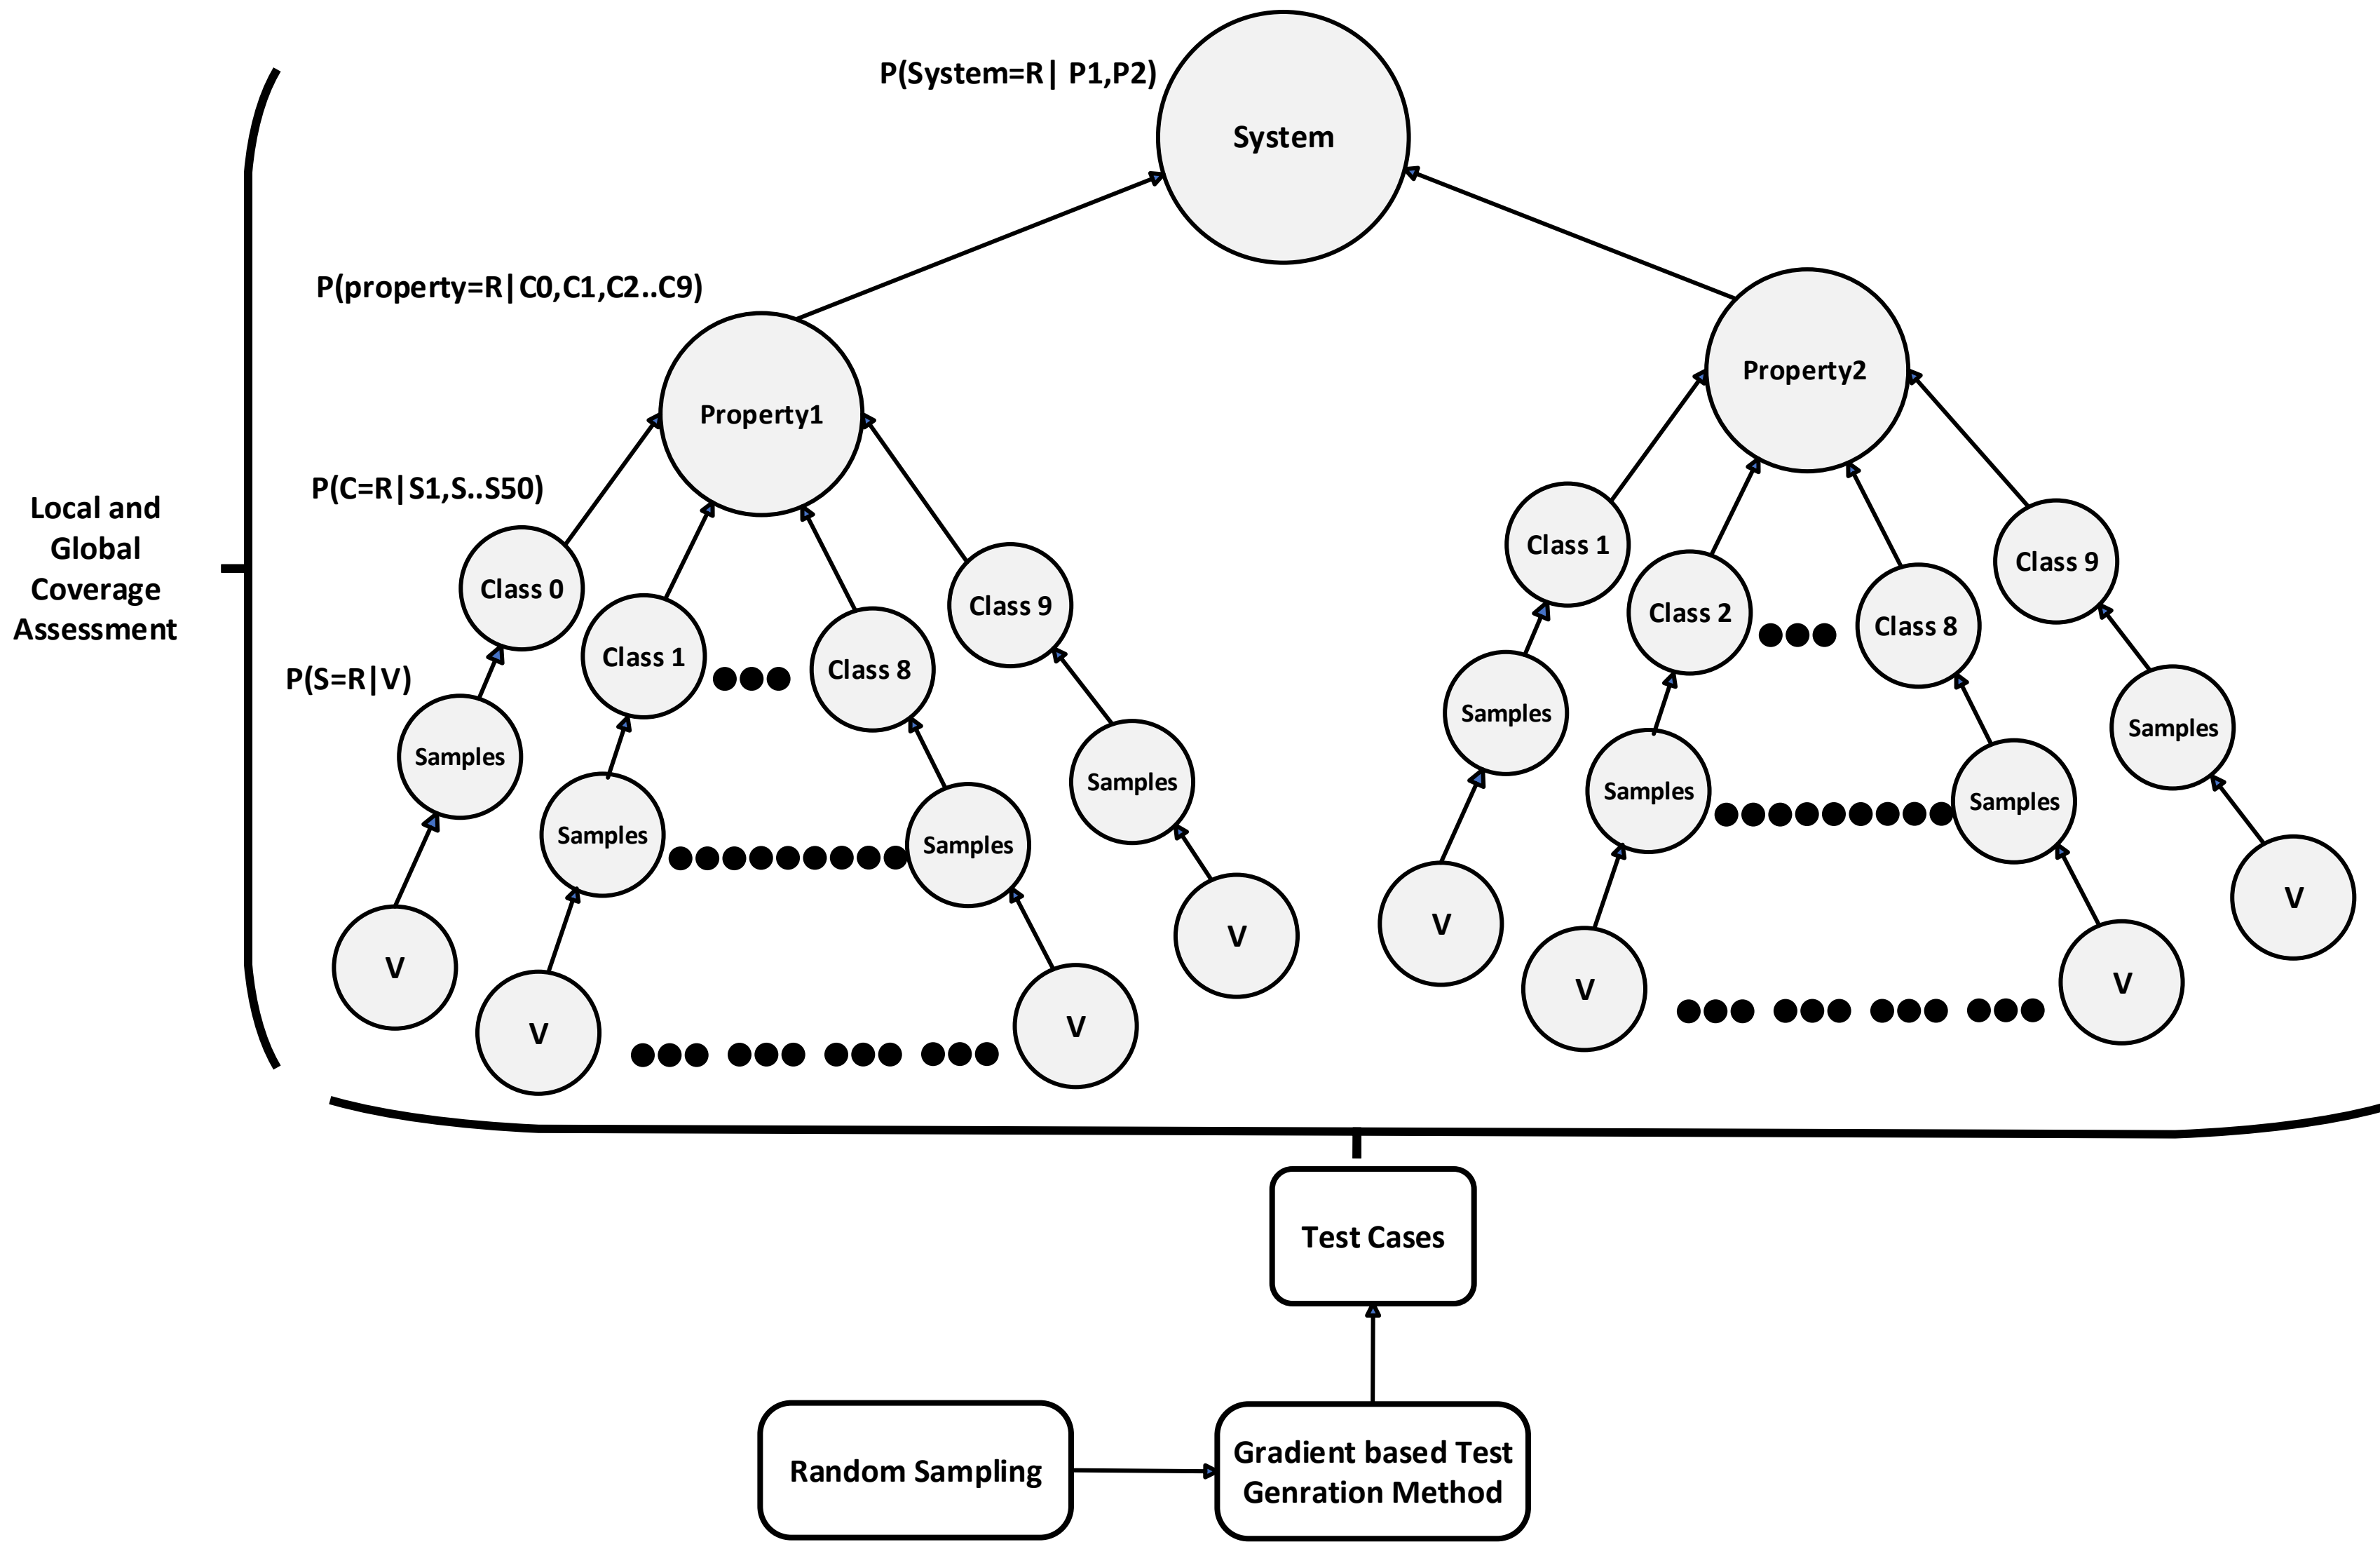 P(System=R| P1,P2)
System
P(property=R|C0,C1,C2..C9)
Property1
Property2
P(C=R|S1,S..S50)
Local and
Global
Coverage
Assessment
Class 0
Class 1
Class 8
Class 9
Class 1
Class 2
Class 8
Class 9
P(S=R|V)
Samples
Samples
Samples
Samples
Samples
Samples
Samples
Samples
V
V
V
V
V
V
V
V
Test Cases
Random Sampling
Gradient based Test
Genration Method